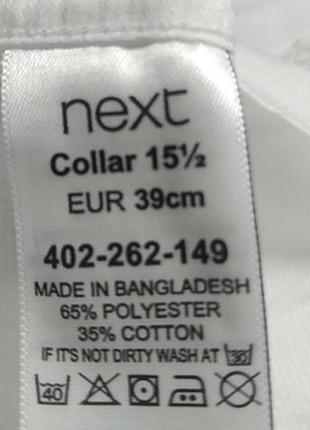 next
Collar 15½
EUR 39cm
402-262-149
MADE IN BANGLADESH
65% POLYESTER
35% COTTON
IF IT'S NOT DIRTY WASH AT 30
40